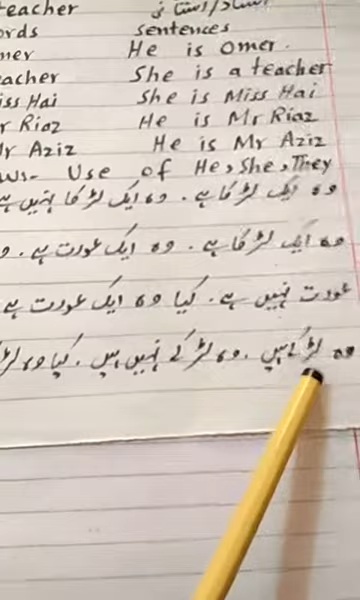 teacher استاد/استانی
ords sentences
mer He is Omer.
eacher She is a teacher
iss Hai She is Miss Hai
r Riaz He is Mr Riaz
Mr Aziz He is Mr Aziz
ws- Use of He, She, They
وہ ایک لڑکا ہے۔ وہ ایک لڑکا نہیں ہے
وہ ایک لڑکا ہے۔ وہ ایک عورت ہے۔ و
عورت نہیں ہے۔ کیا وہ ایک عورت ہے
وہ لڑکے ہیں۔ وہ لڑکے نہیں ہیں۔ کیا وہ لڑ